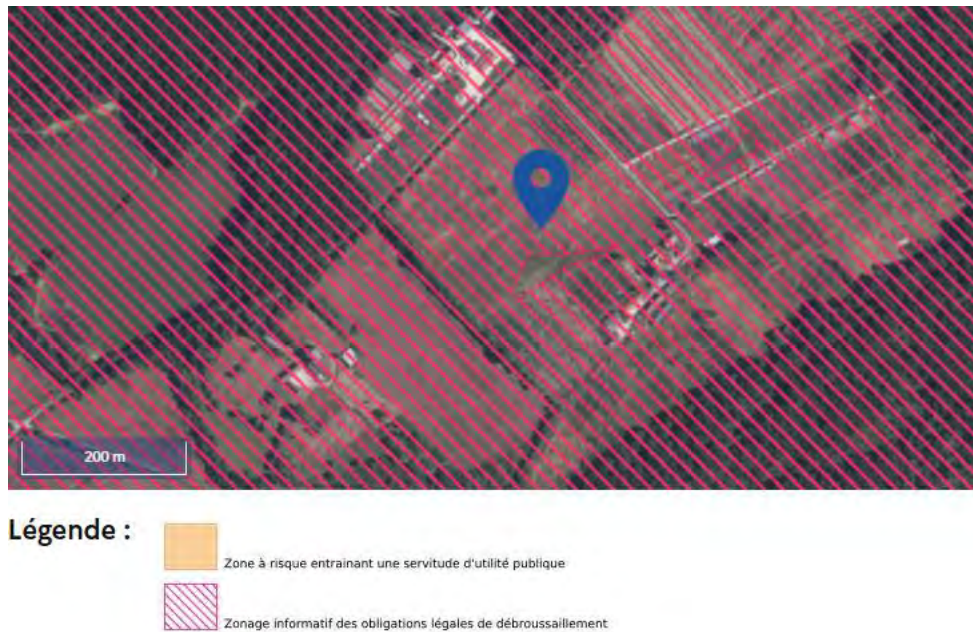 200 m
Légende :
Zone à risque entrainant une servitude d'utilité publique
Zonage informatif des obligations légales de débroussaillement